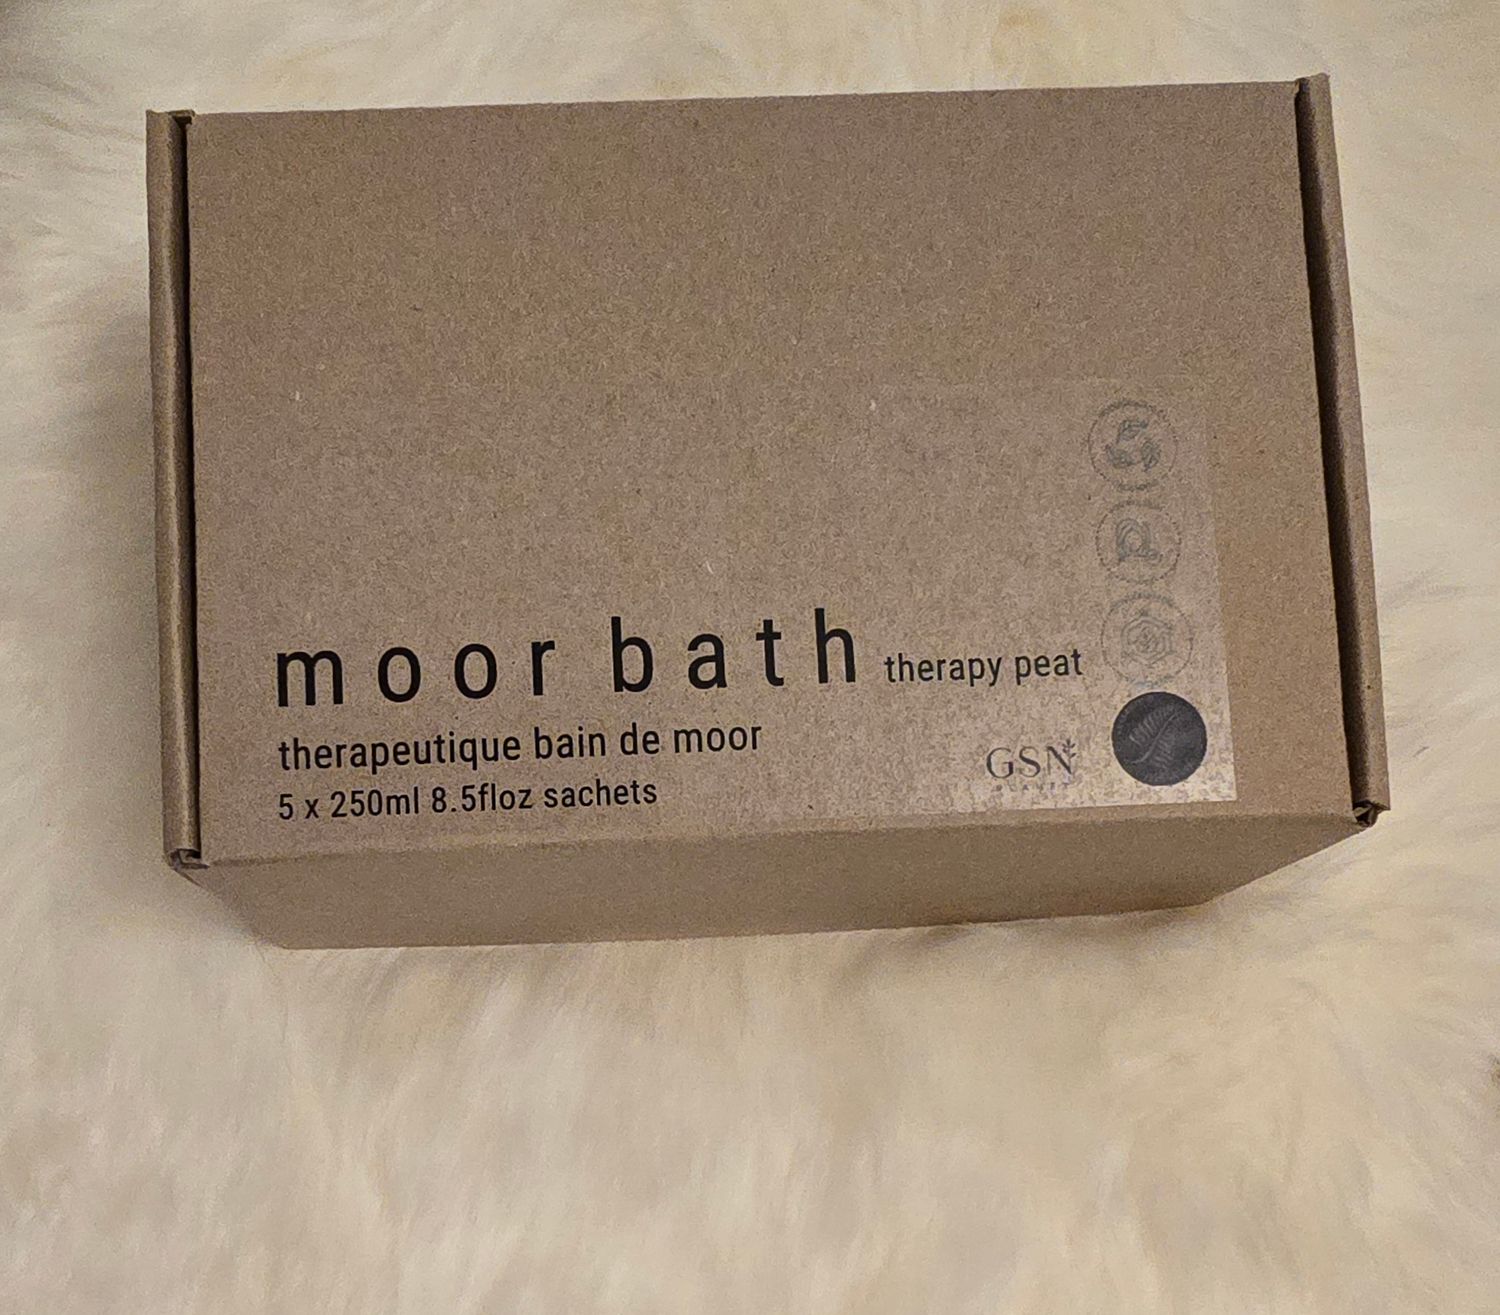 moor bath therapy peat
therapeutique bain de moor
5 x 250ml 8.5floz sachets
GSN